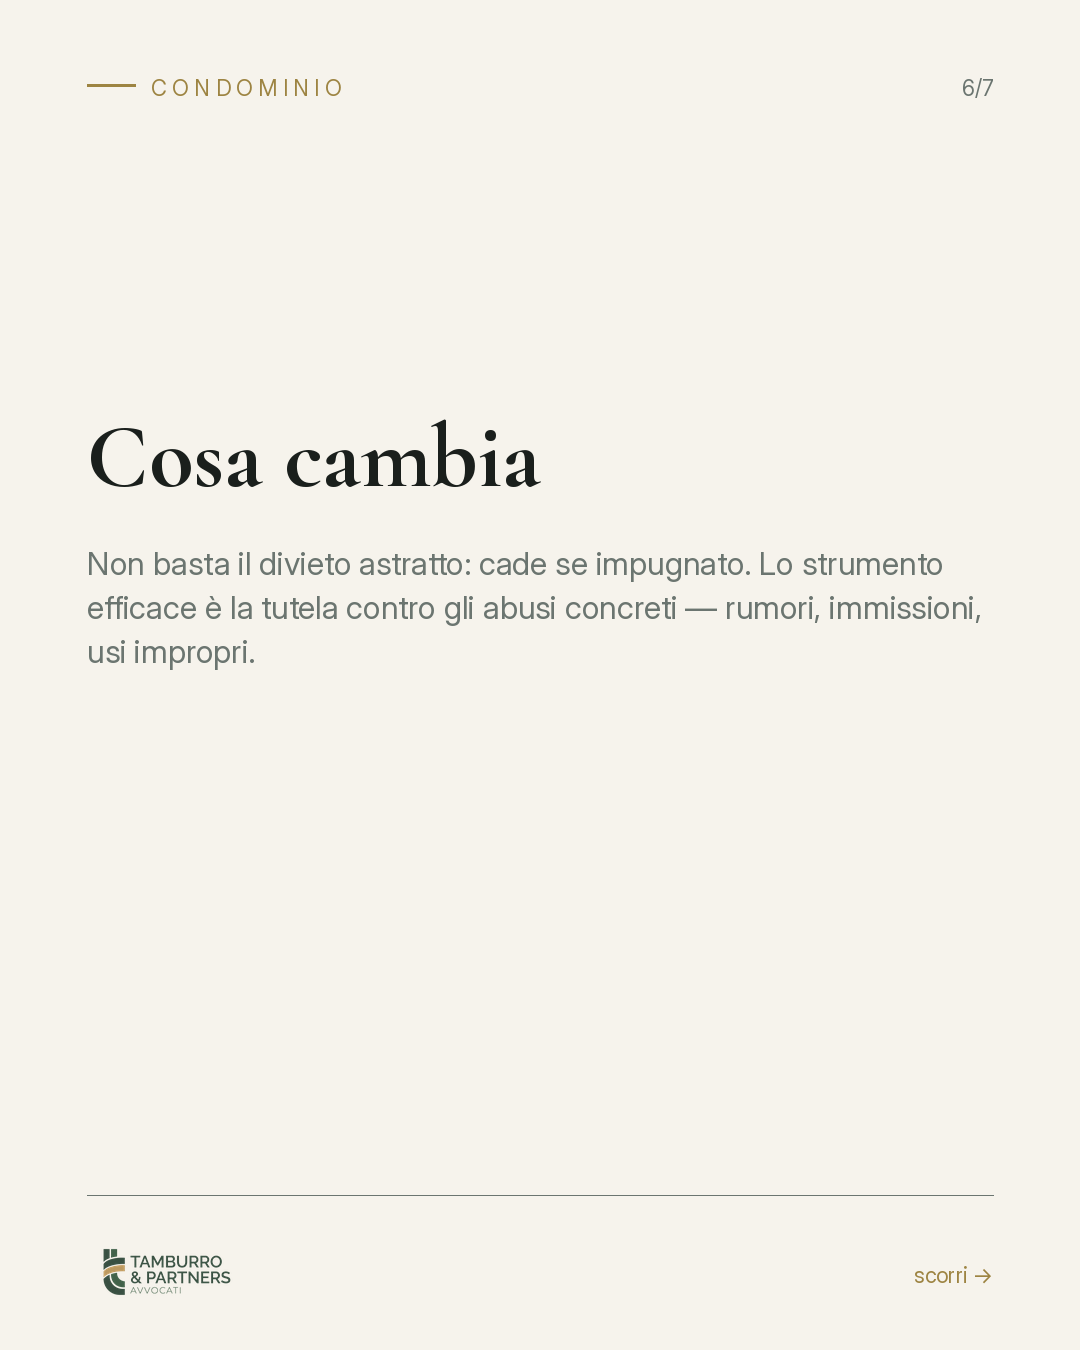 CONDOMINIO
6/7
Cosa cambia
Non basta il divieto astratto: cade se impugnato. Lo strumento
efficace è la tutela contro gli abusi concreti — rumori, immissioni,
usi impropri.
TAMBURRO
& PARTNERS
AVVOCATI
scorri →